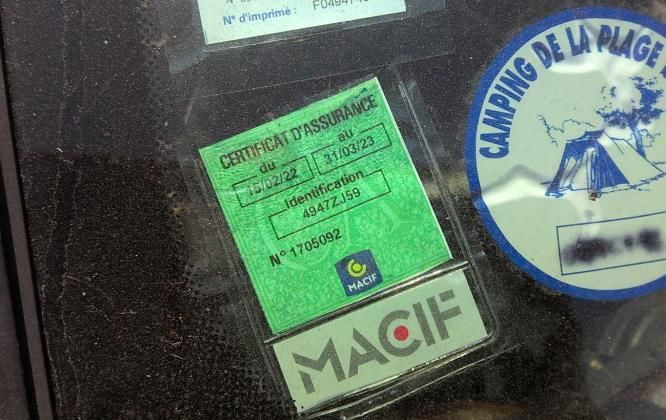 N° d'imprimé :
CERTIFICAT D'ASSURANCE
du
au
15/02/22
31/03/23
Identification
4947ZJ59
N° 1705092
MACIF
MACIF
CAMPING DE LA PLAGE